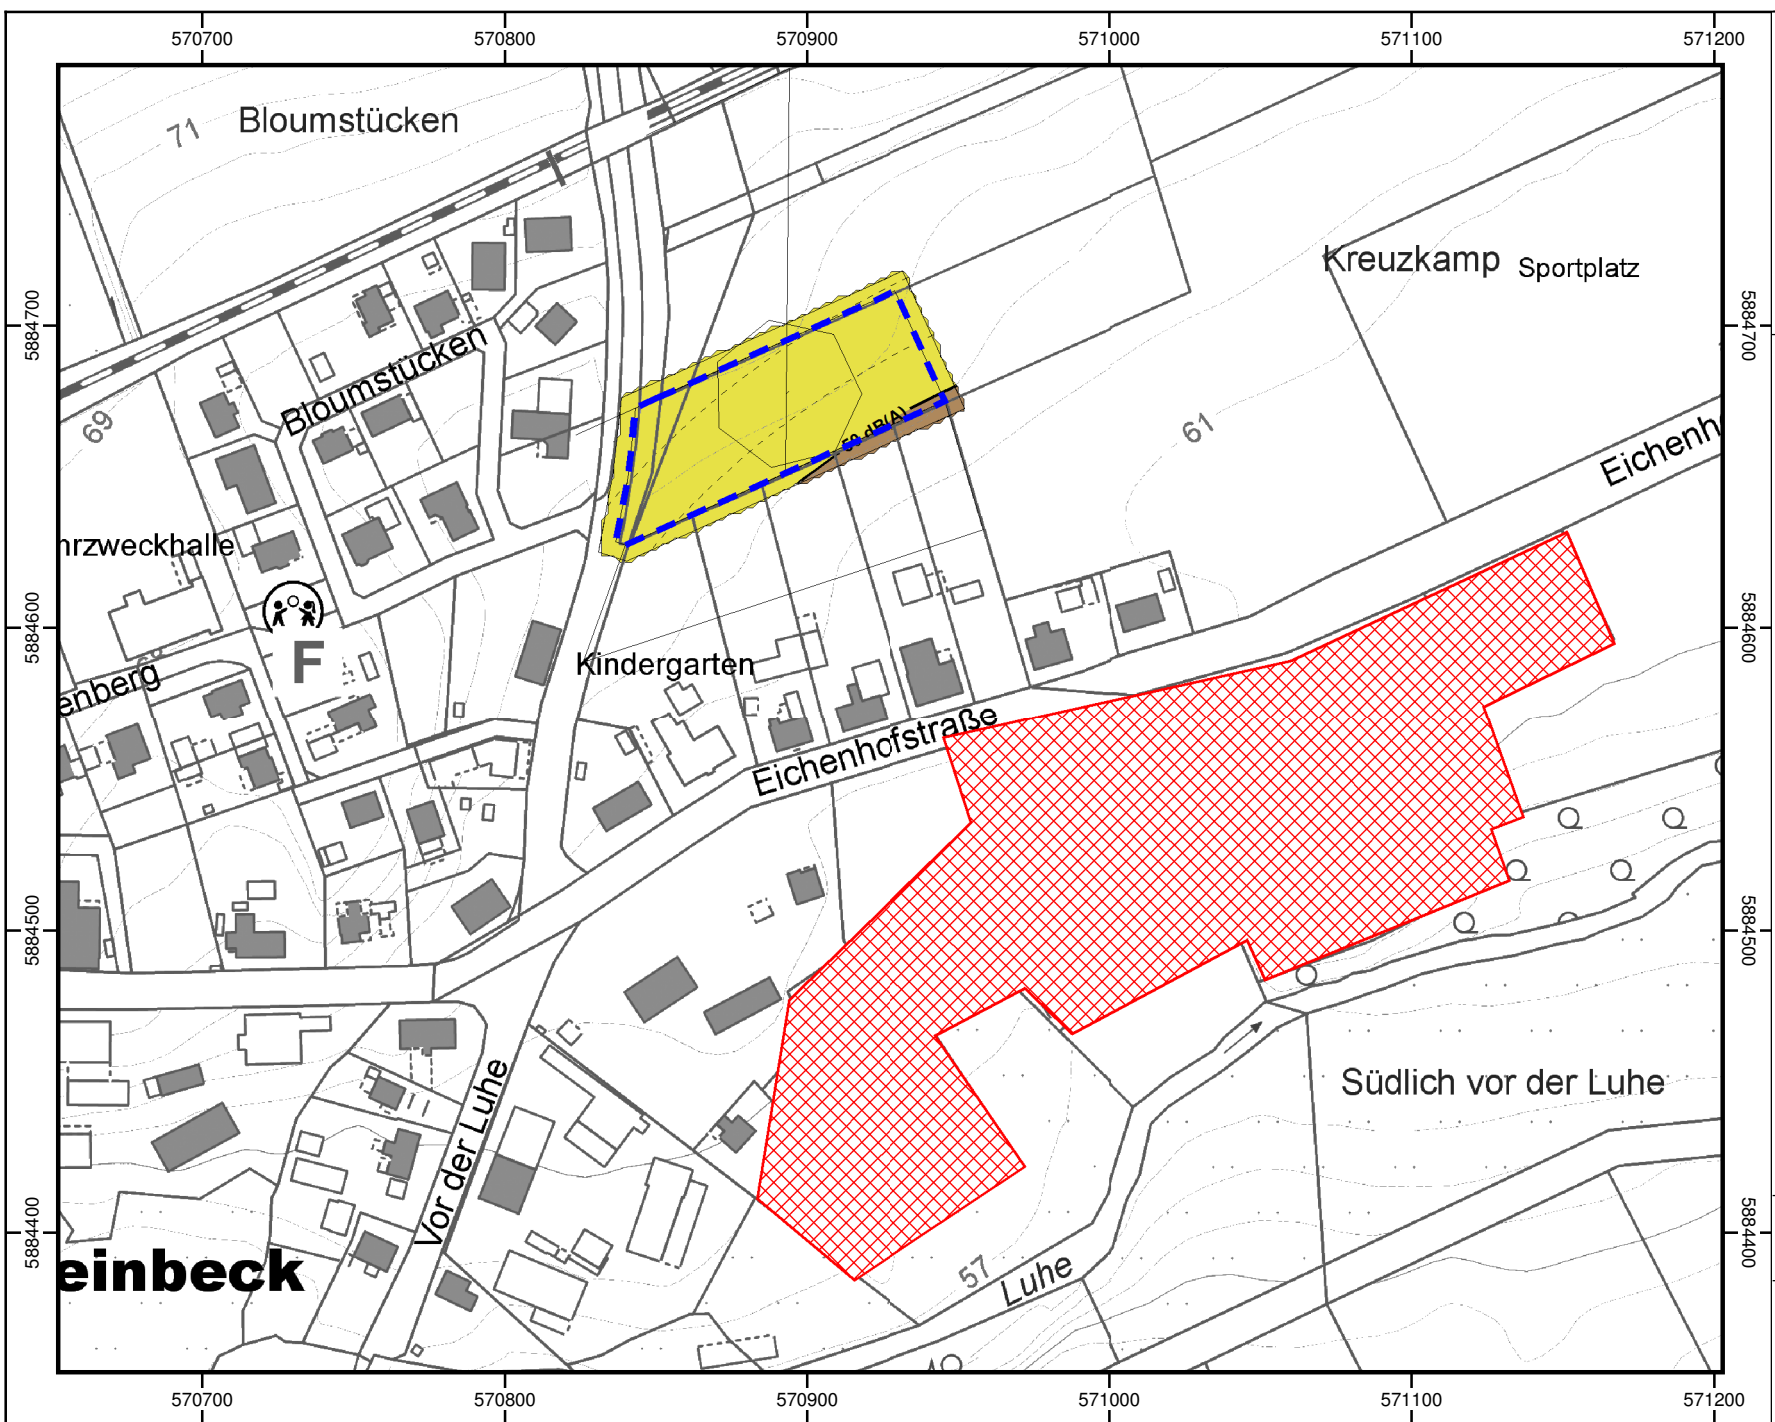 570700 570800 570900 571000 571100 571200
Bloumstücken
71
Kreuzkamp
Sportplatz
5884700
5884700
Bloumstücken
69
50 dB(A)
61
Eichenh
hrzweckhalle
5884600
5884600
F
Kindergarten
enberg
Eichenhofstraße
5884500
5884500
Vor der Luhe
Südlich vor der Luhe
5884400
5884400
einbeck
57
Luhe
570700 570800 570900 571000 571100 571200